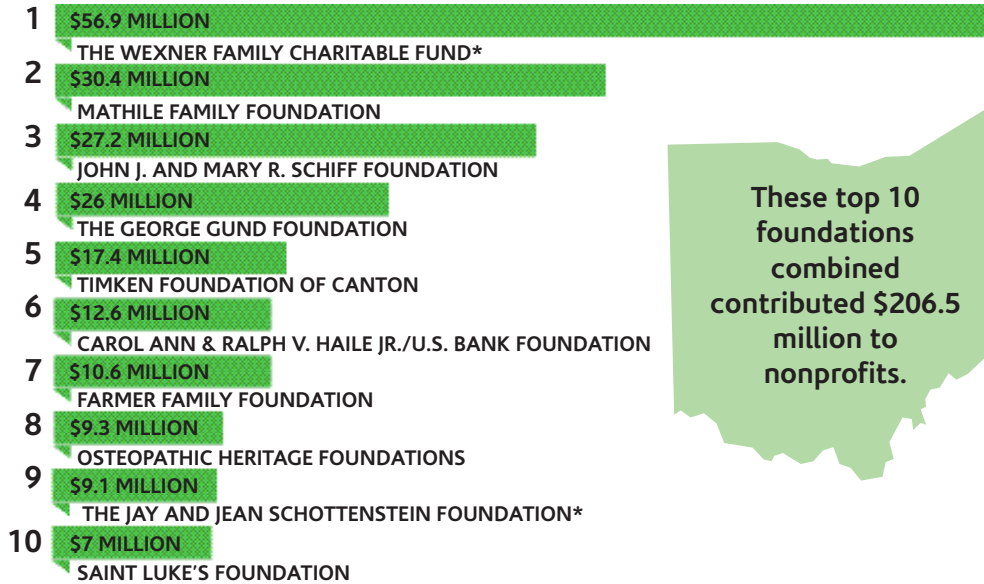 1 $56.9 MILLION
THE WEXNER FAMILY CHARITABLE FUND*
2 $30.4 MILLION
MATHILE FAMILY FOUNDATION
3 $27.2 MILLION
JOHN J. AND MARY R. SCHIFF FOUNDATION
4 $26 MILLION
THE GEORGE GUND FOUNDATION
5 $17.4 MILLION
TIMKEN FOUNDATION OF CANTON
6 $12.6 MILLION
CAROL ANN & RALPH V. HAILE JR./U.S. BANK FOUNDATION
7 $10.6 MILLION
FARMER FAMILY FOUNDATION
8 $9.3 MILLION
OSTEOPATHIC HERITAGE FOUNDATIONS
9 $9.1 MILLION
THE JAY AND JEAN SCHOTTENSTEIN FOUNDATION*
10 $7 MILLION
SAINT LUKE'S FOUNDATION
These top 10
foundations
combined
contributed $206.5
million to
nonprofits.